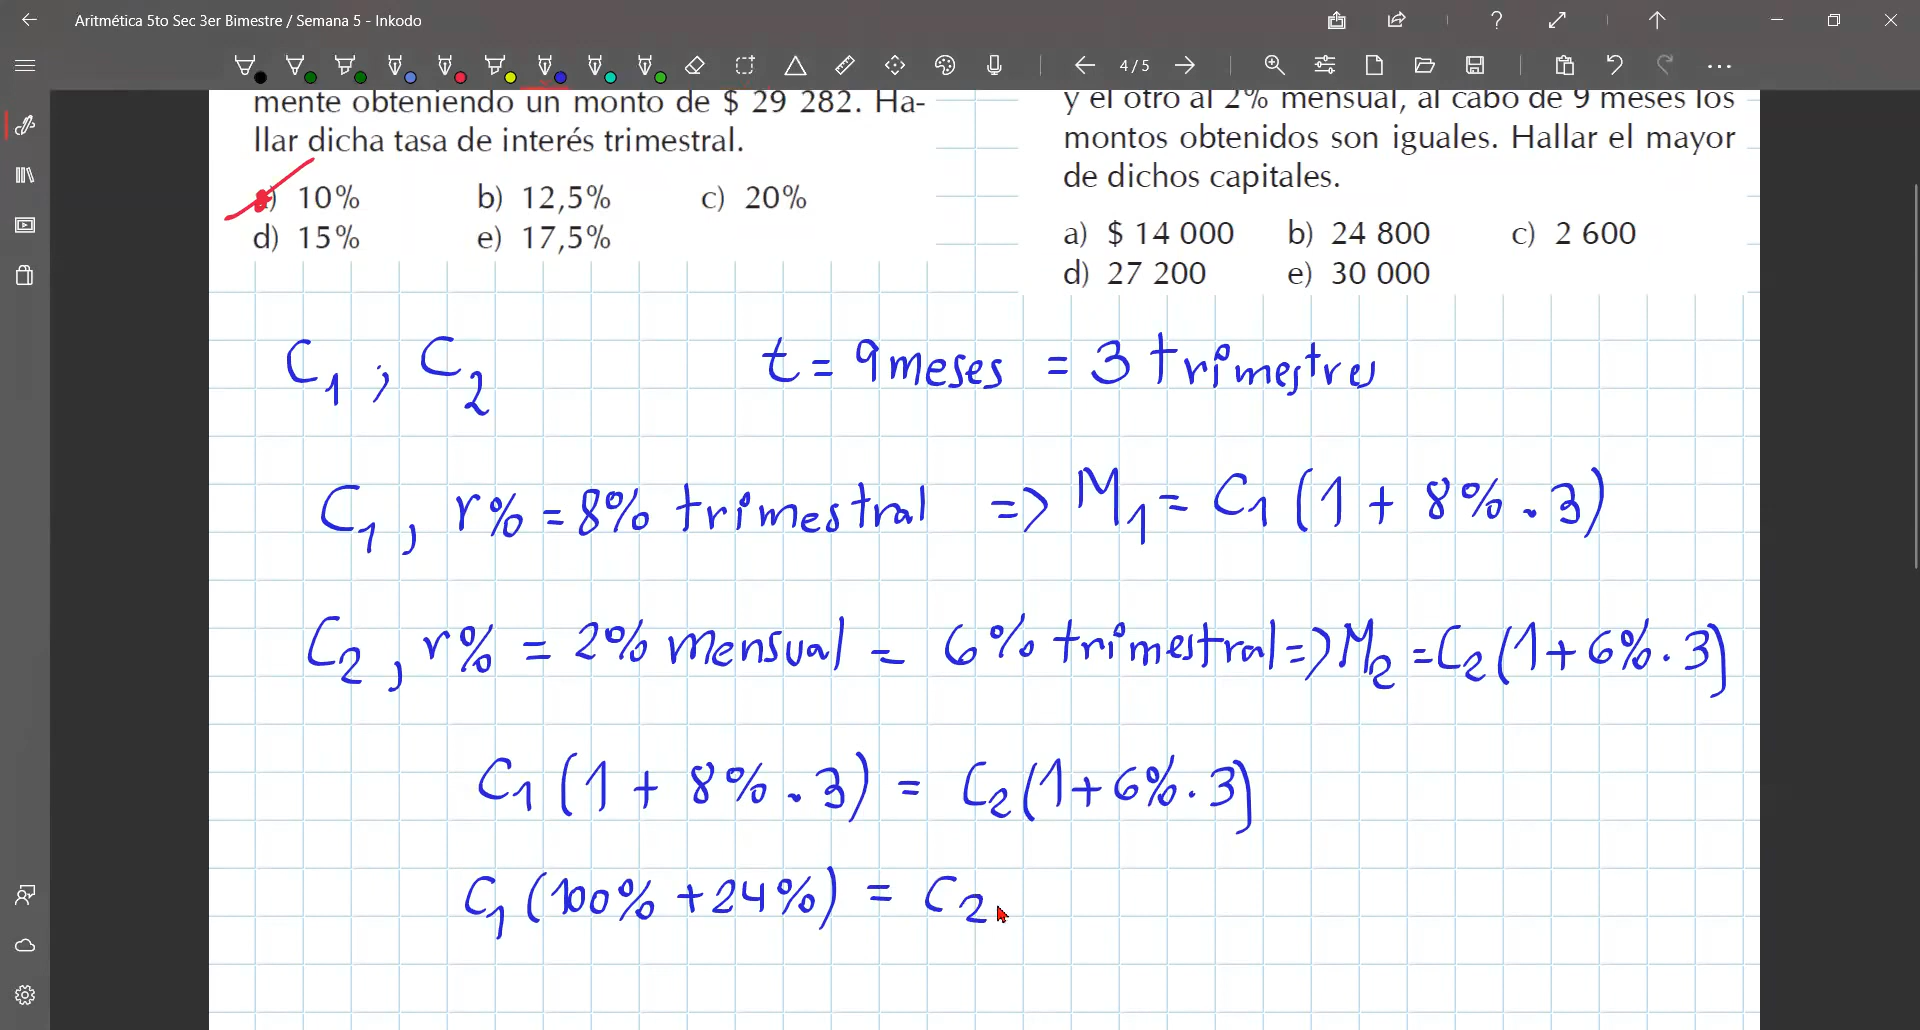 Aritmética 5to Sec 3er Bimestre / Semana 5 - Inkodo
4 / 5
mente obteniendo un monto de $ 29 282. Ha-
llar dicha tasa de interés trimestral.
a) 10% b) 12,5% c) 20%
d) 15% e) 17,5%
y el otro al 2% mensual, al cabo de 9 meses los
montos obtenidos son iguales. Hallar el mayor
de dichos capitales.
a) $ 14 000 b) 24 800 c) 2 600
d) 27 200 e) 30 000
C₁ ; C₂ t = 9 meses = 3 trimestres
C₁ , r% = 8% trimestral => M₁ = C₁ (1 + 8% . 3)
C₂ , r% = 2% mensual = 6% trimestral => M₂ = C₂ (1 + 6% . 3)
C₁ (1 + 8% . 3) = C₂ (1 + 6% . 3)
C₁ (100% + 24%) = C₂